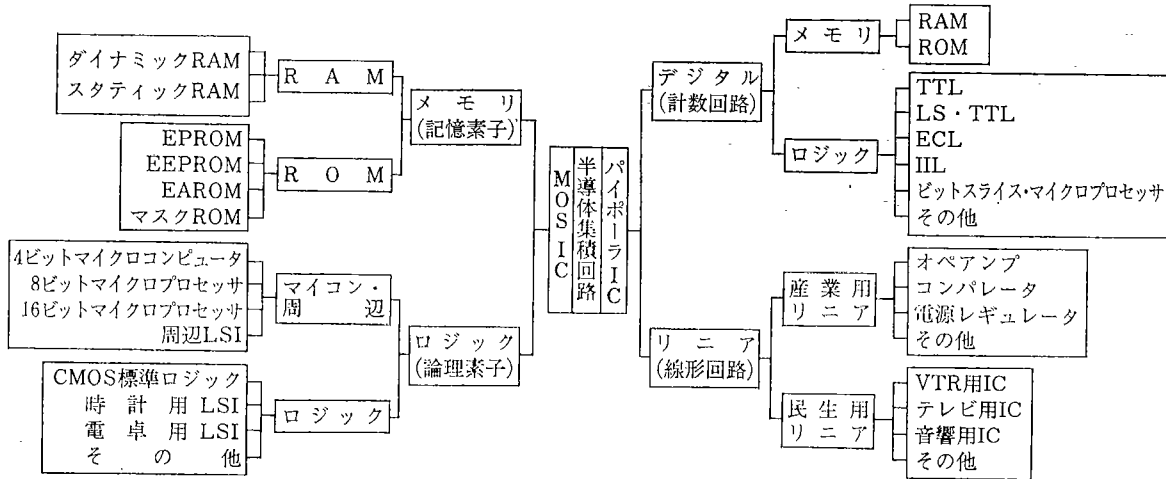 ダイナミックRAM
スタティックRAM
RAM
EPROM
EEPROM
EAROM
マスクROM
ROM
メモリ
(記憶素子)
4ビットマイクロコンピュータ
8ビットマイクロプロセッサ
16ビットマイクロプロセッサ
周辺LSI
マイコン・
周辺
CMOS標準ロジック
時計用LSI
電卓用LSI
その他
ロジック
ロジック
(論理素子)
MOS IC
半導体集積回路
バイポーラIC
デジタル
(計数回路)
メモリ
RAM
ROM
ロジック
TTL
LS・TTL
ECL
IIL
ビットスライス・マイクロプロセッサ
その他
リニア
(線形回路)
産業用
リニア
オペアンプ
コンパレータ
電源レギュレータ
その他
民生用
リニア
VTR用IC
テレビ用IC
音響用IC
その他